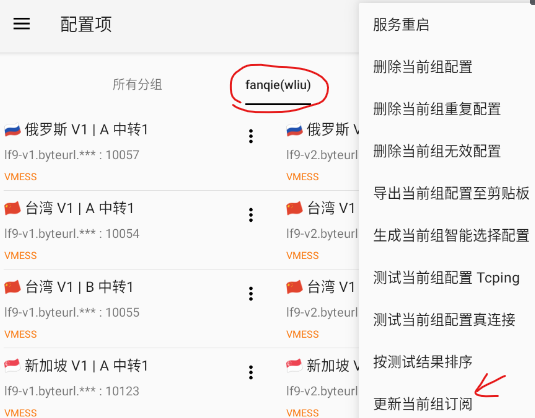 配置项
所有分组
fanqie(wliu)
俄罗斯 V1 | A 中转1
lf9-v1.byteurl.*** : 10057
VMESS
台湾 V1 | A 中转1
lf9-v1.byteurl.*** : 10054
VMESS
台湾 V1 | B 中转1
lf9-v1.byteurl.*** : 10055
VMESS
新加坡 V1 | A 中转1
lf9-v1.byteurl.*** : 10123
VMESS
俄罗斯 V
lf9-v2.byteurl.***
VMESS
台湾 V1
lf9-v2.byteurl.***
VMESS
台湾 V1
lf9-v2.byteurl.***
VMESS
新加坡 V
lf9-v2.byteurl.***
VMESS
服务重启
删除当前组配置
删除当前组重复配置
删除当前组无效配置
导出当前组配置至剪贴板
生成当前组智能选择配置
测试当前组配置 Tcping
测试当前组配置真连接
按测试结果排序
更新当前组订阅